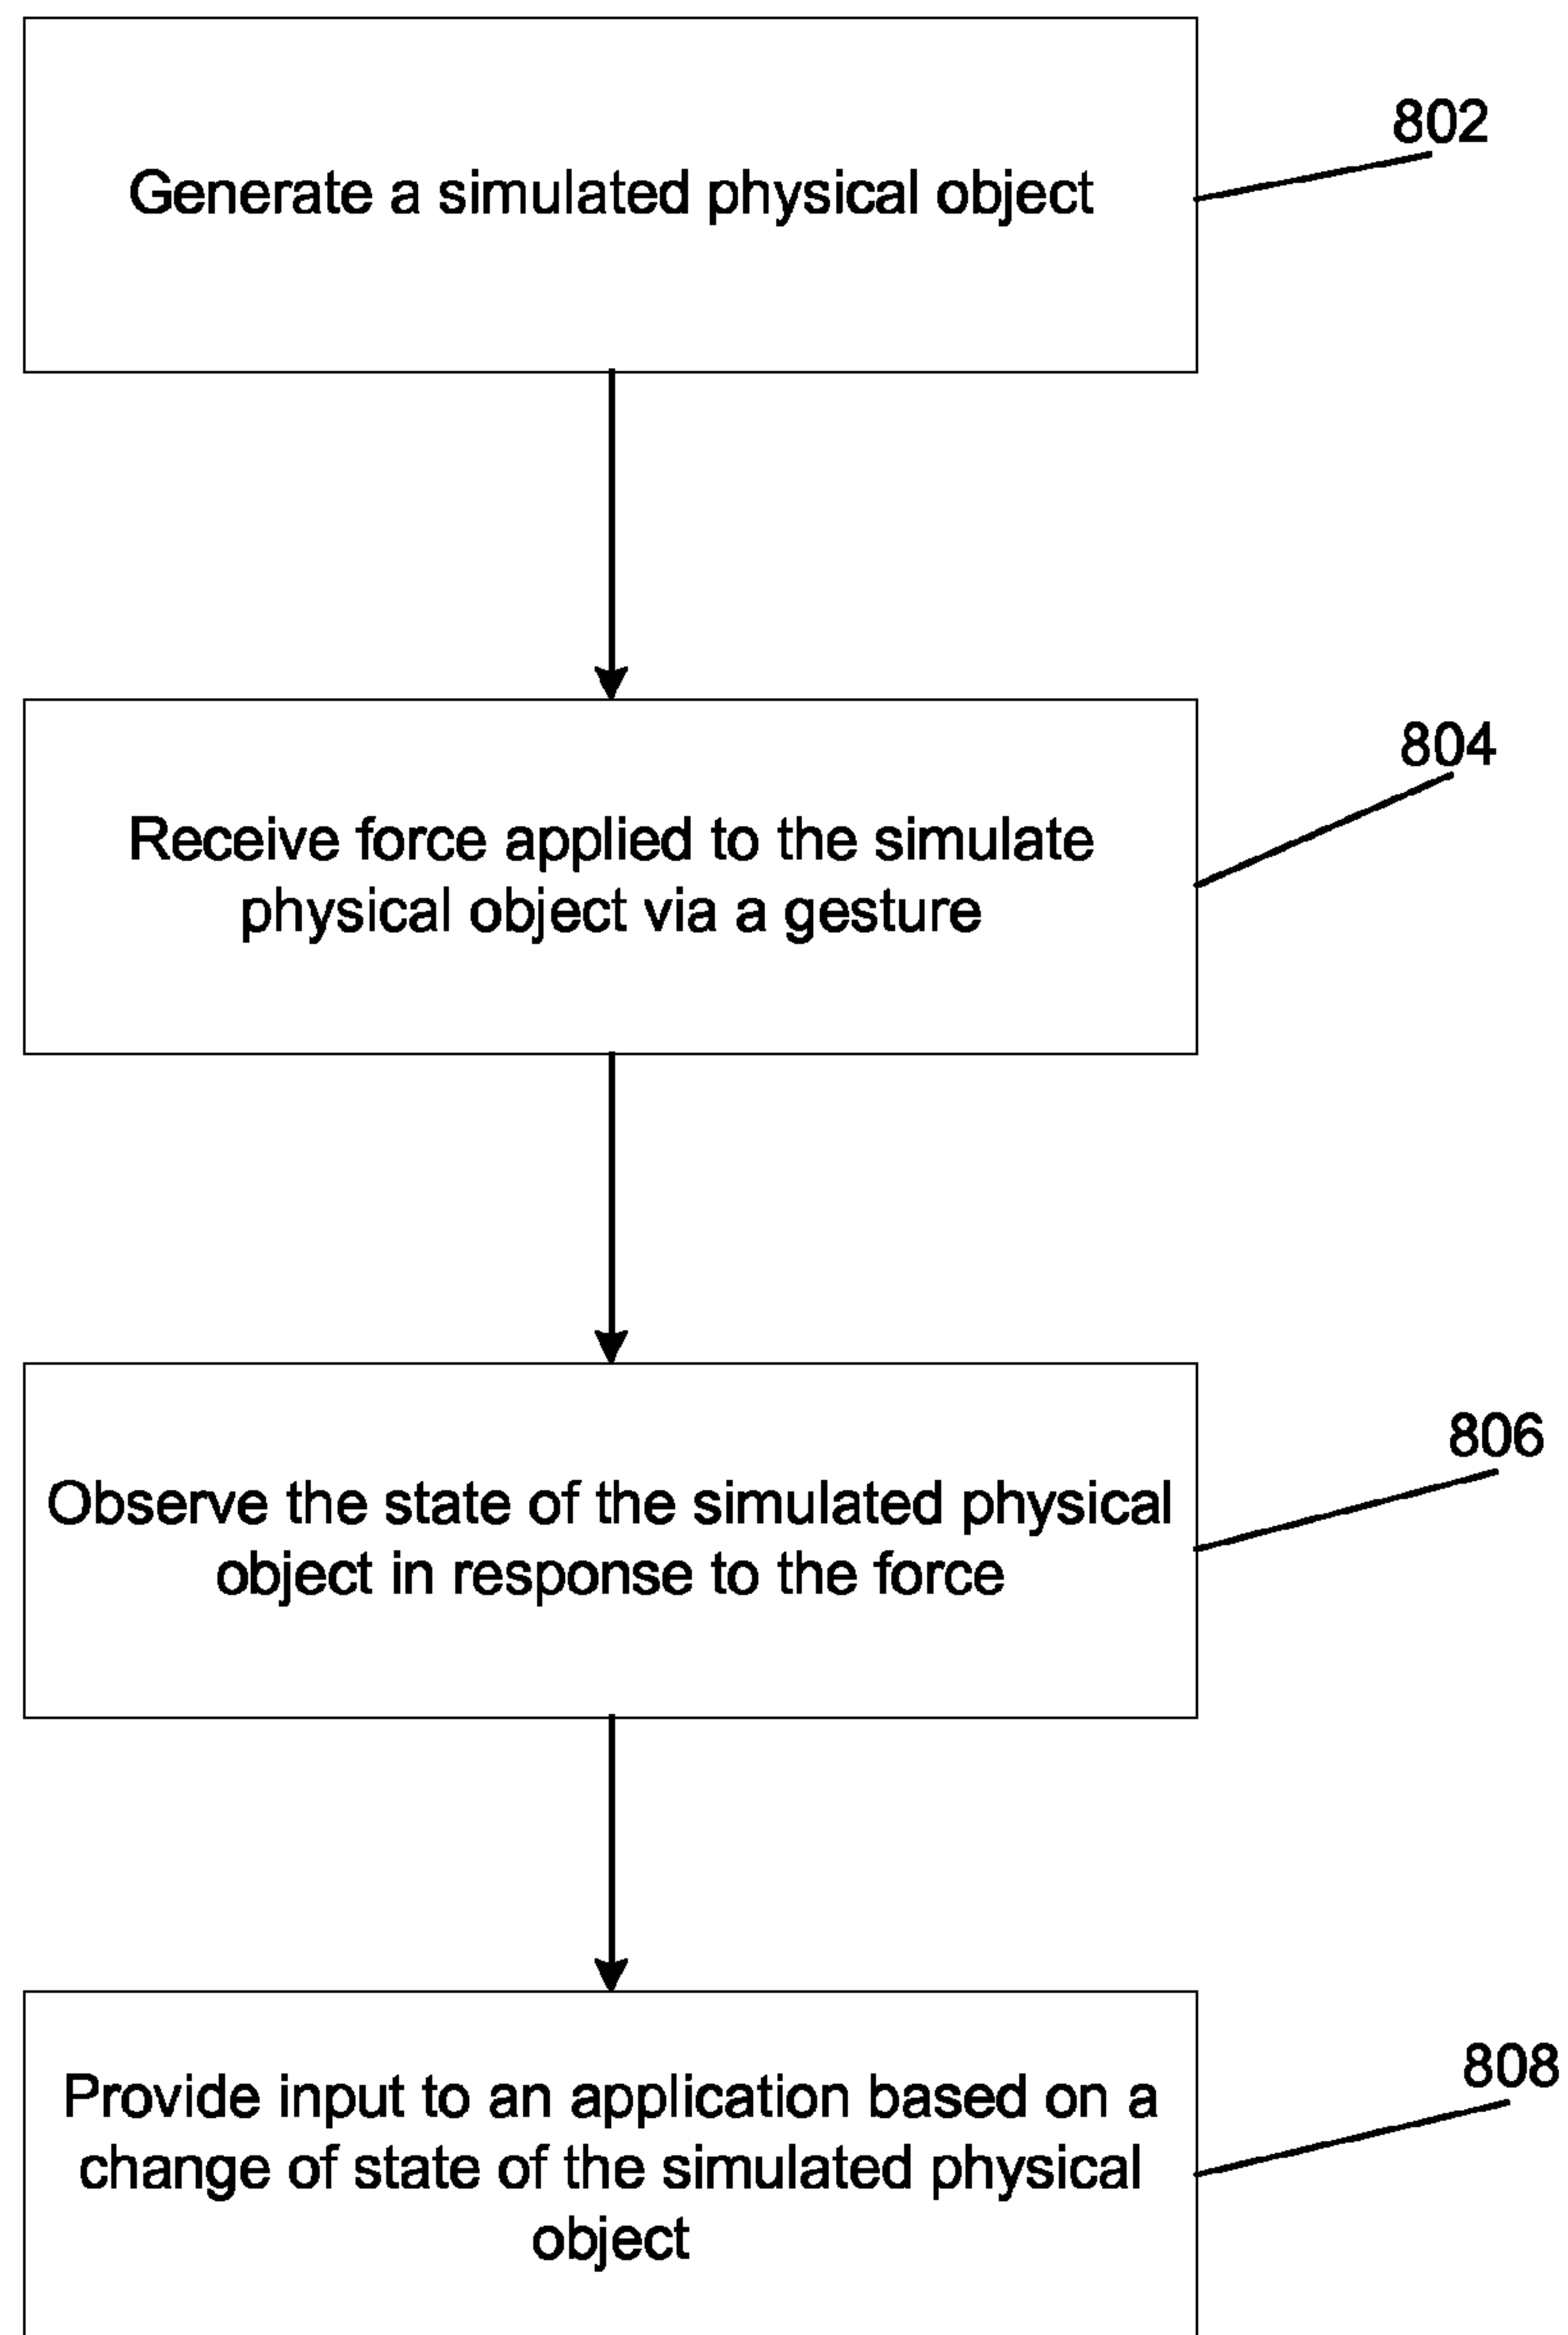 802
Generate a simulated physical object
804
Receive force applied to the simulate
physical object via a gesture
806
Observe the state of the simulated physical
object in response to the force
808
Provide input to an application based on a
change of state of the simulated physical
object